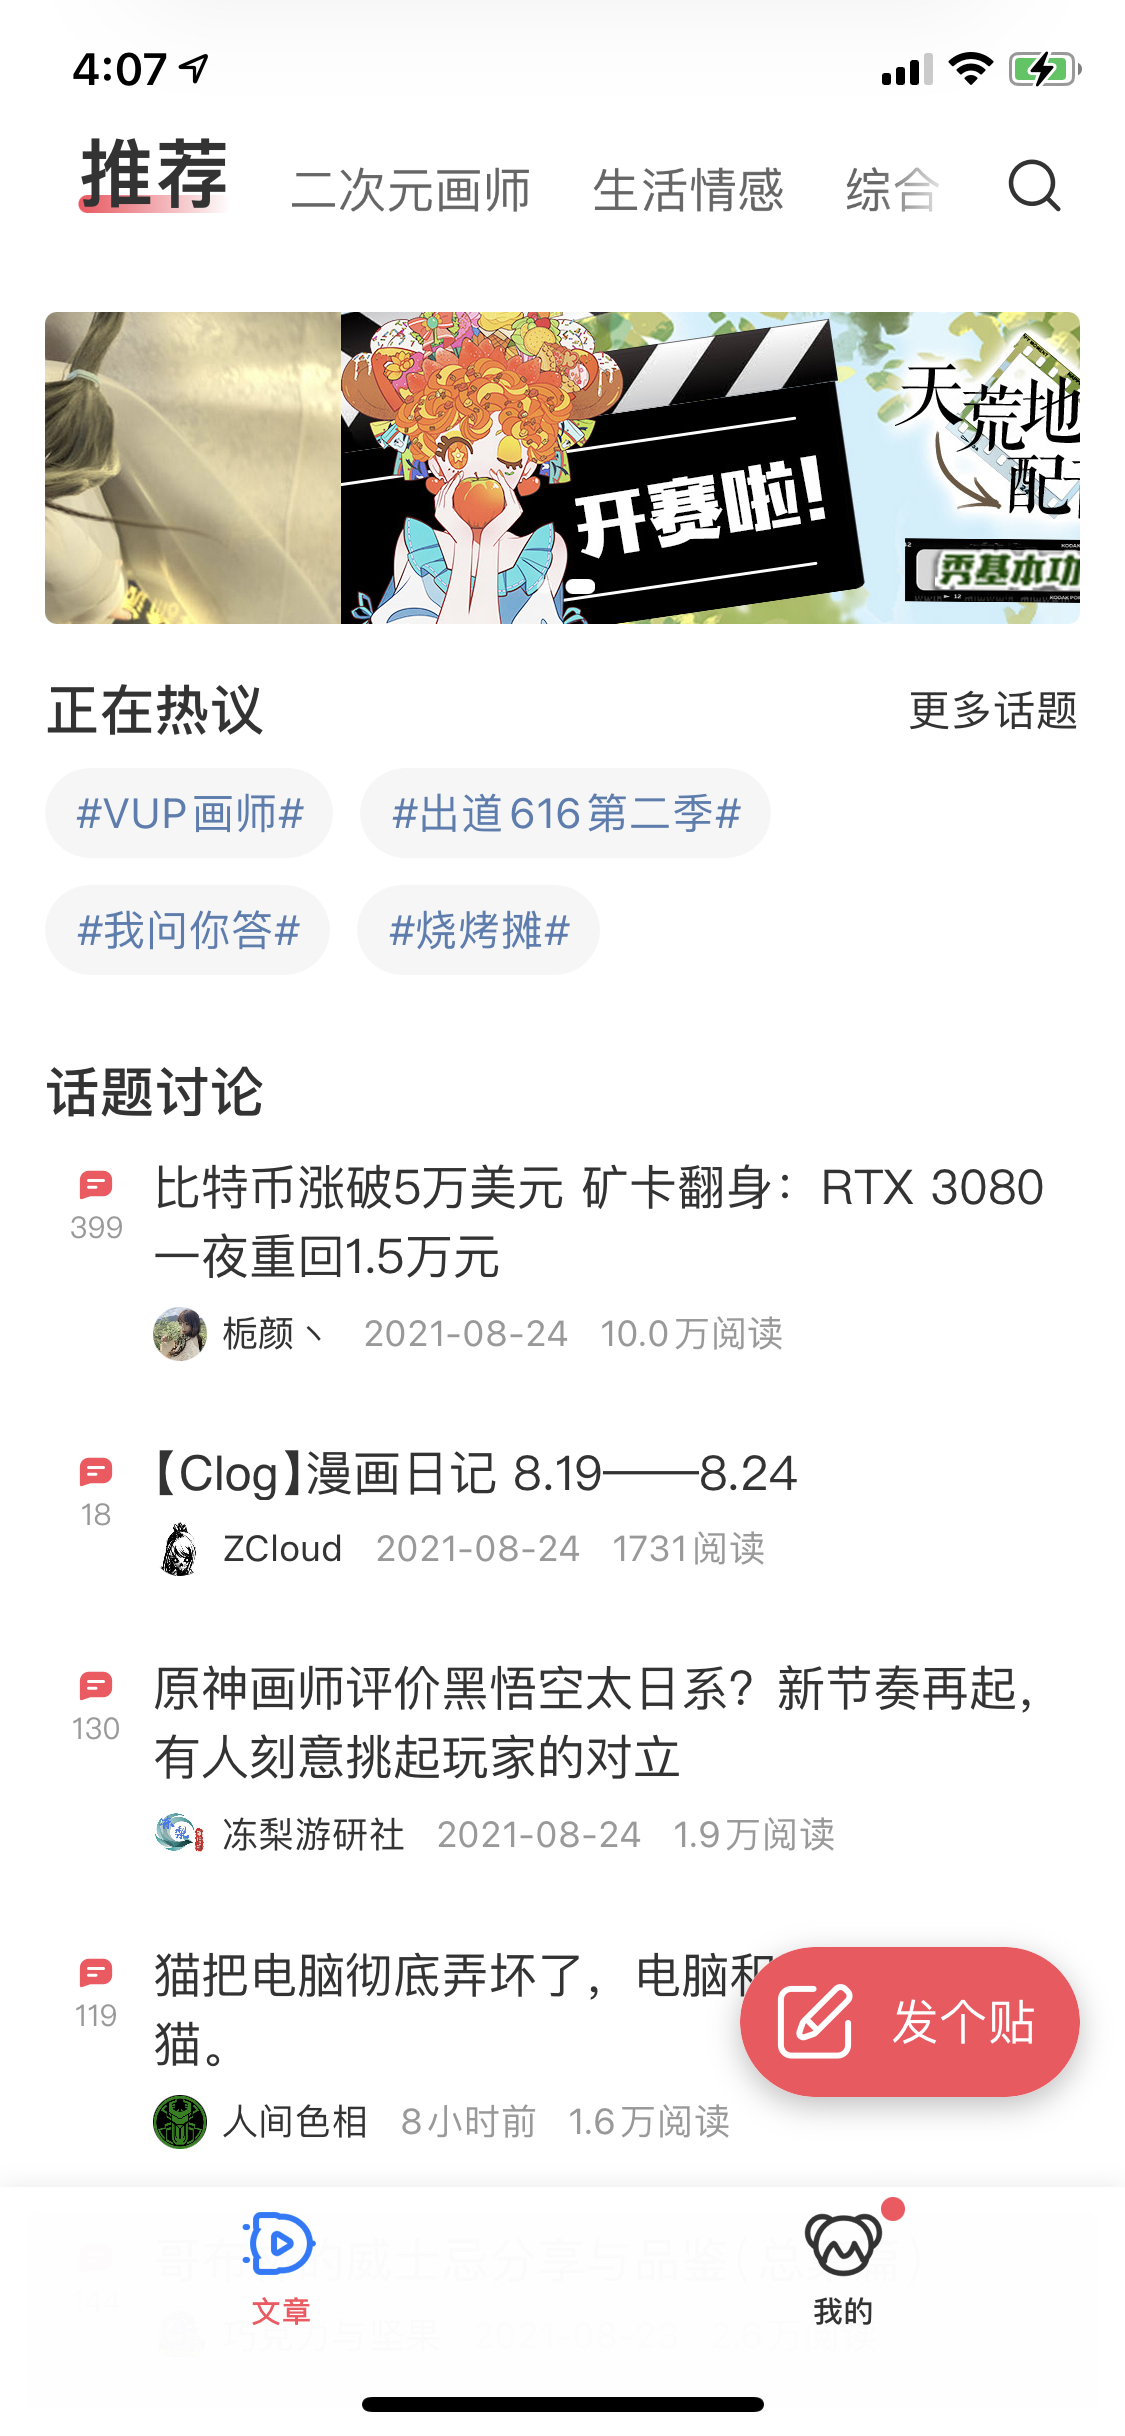 4:07
推荐 二次元画师 生活情感 综合
开赛啦!
天荒地
配
秀基本功
正在热议 更多话题
#VUP画师# #出道616第二季#
#我问你答# #烧烤摊#
话题讨论
比特币涨破5万美元 矿卡翻身：RTX 3080
399
一夜重回1.5万元
栀颜丶 2021-08-24 10.0万阅读
【Clog】漫画日记 8.19——8.24
18
ZCloud 2021-08-24 1731阅读
原神画师评价黑悟空太日系？新节奏再起，
130
有人刻意挑起玩家的对立
冻梨游研社 2021-08-24 1.9万阅读
猫把电脑彻底弄坏了，电脑和
119
猫。
发个贴
人间色相 8小时前 1.6万阅读
文章 我的